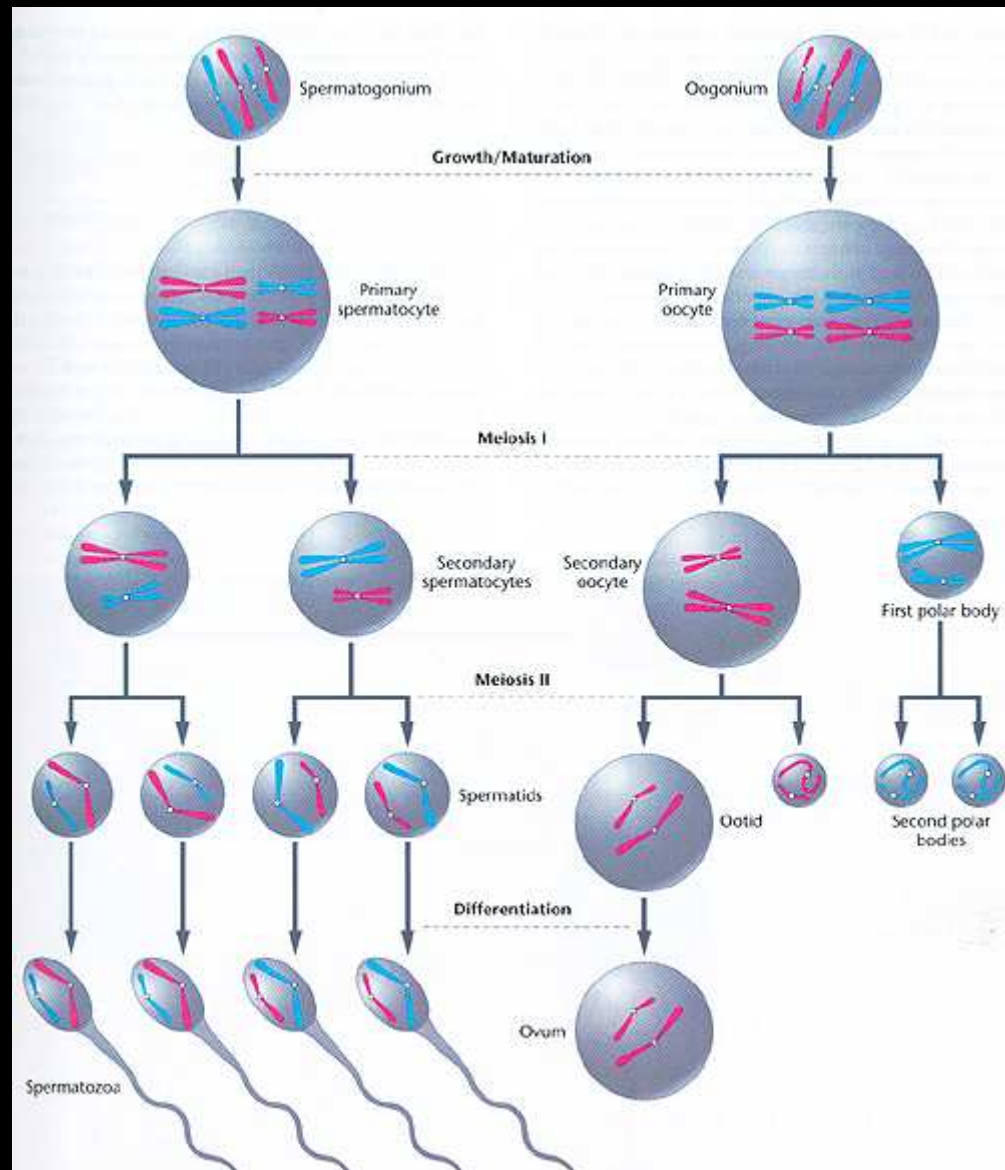 Spermatogonium
Oogonium
Growth/Maturation
Primary
spermatocyte
Primary
oocyte
Meiosis I
Secondary
spermatocytes
Secondary
oocyte
First polar body
Meiosis II
Spermatids
Ootid
Second polar
bodies
Differentiation
Ovum
Spermatozoa